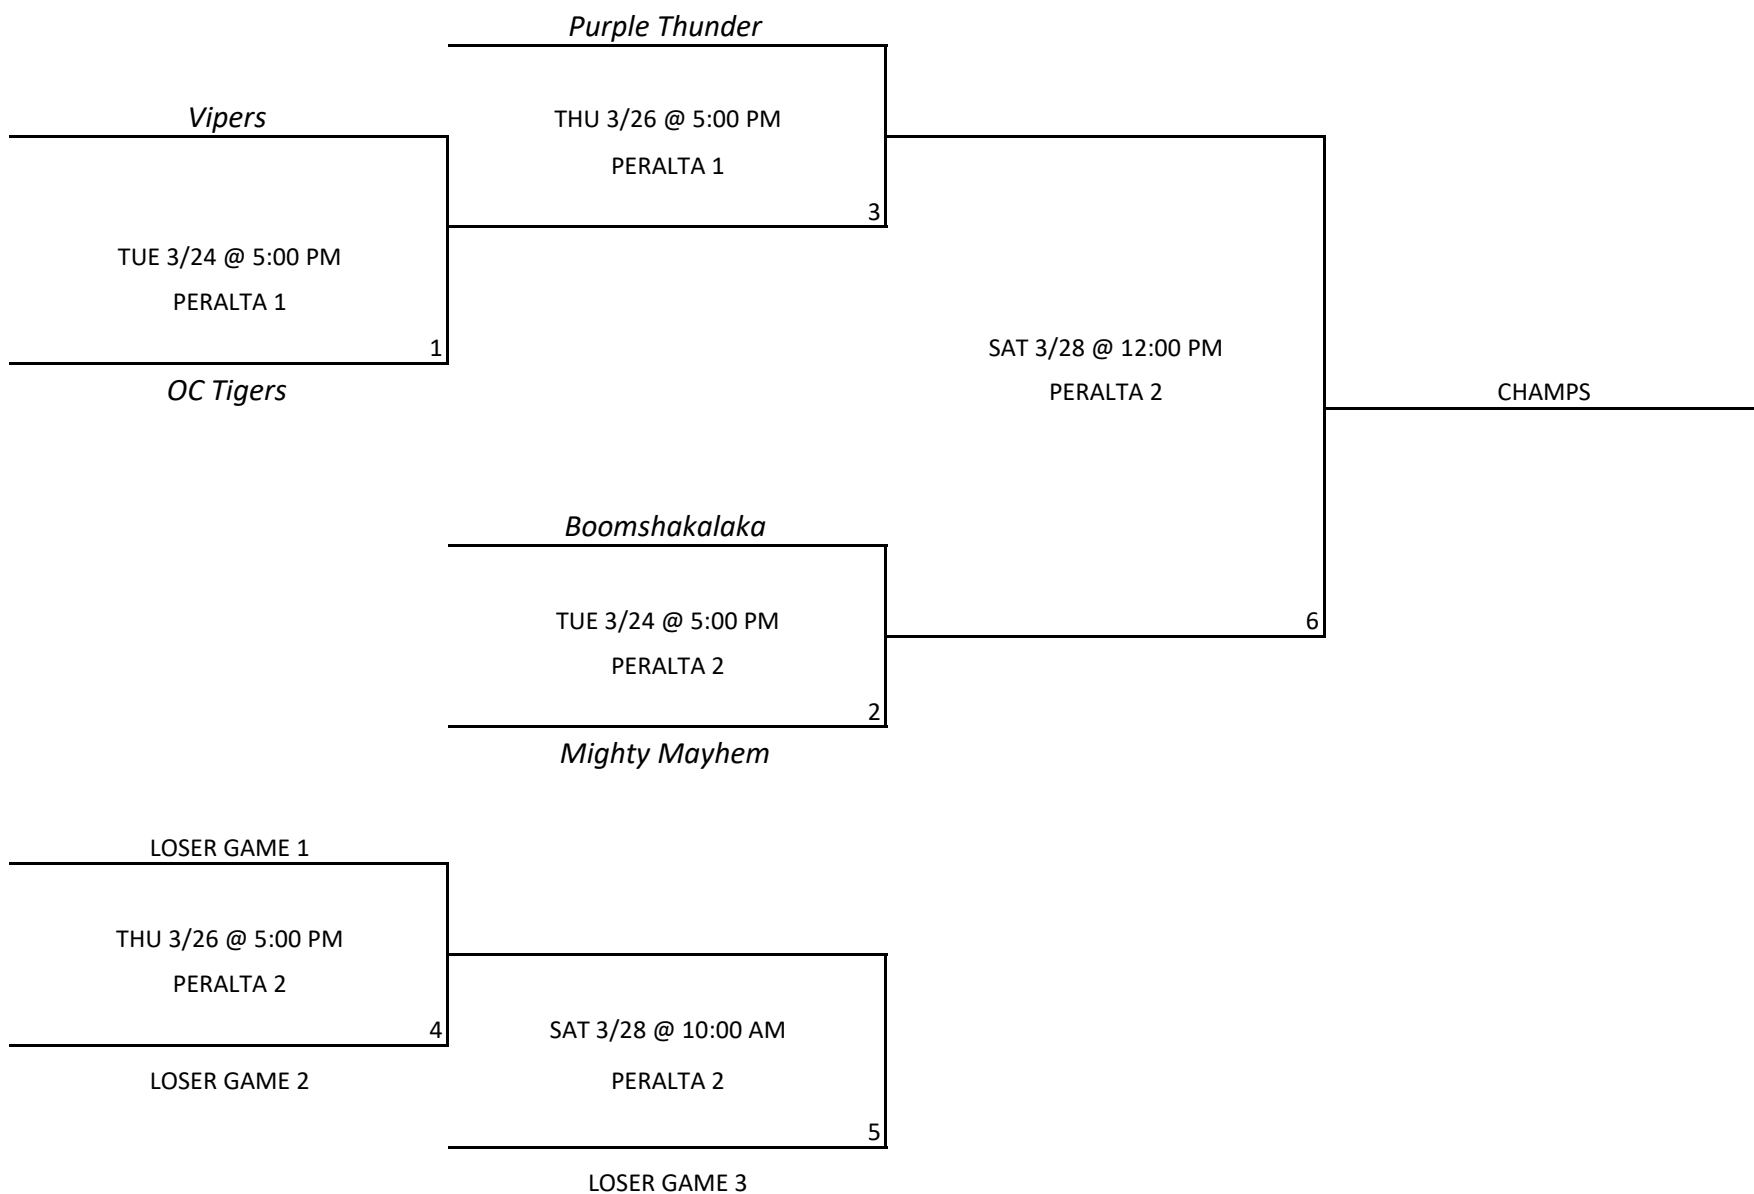 Purple Thunder
Vipers
THU 3/26 @ 5:00 PM
PERALTA 1
3
TUE 3/24 @ 5:00 PM
PERALTA 1
1
OC Tigers
SAT 3/28 @ 12:00 PM
PERALTA 2
CHAMPS
Boomshakalaka
TUE 3/24 @ 5:00 PM
6
PERALTA 2
2
Mighty Mayhem
LOSER GAME 1
THU 3/26 @ 5:00 PM
PERALTA 2
4
SAT 3/28 @ 10:00 AM
LOSER GAME 2
PERALTA 2
5
LOSER GAME 3